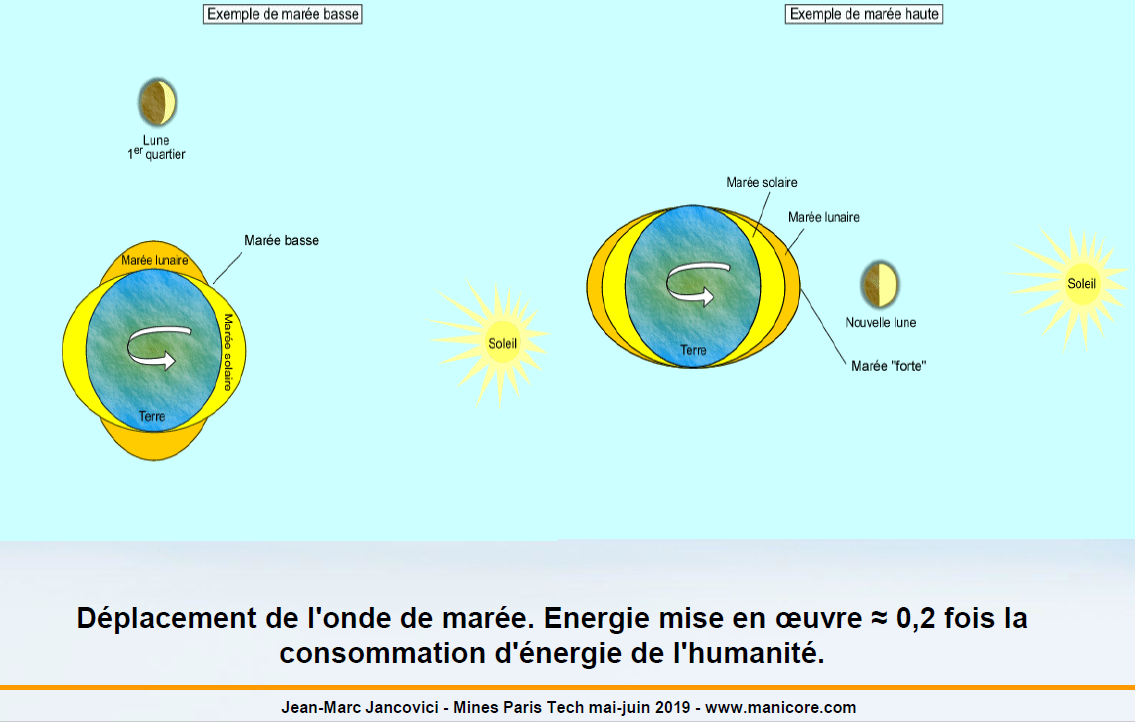 Exemple de marée basse
Lune
1er quartier
Marée basse
Marée lunaire
Marée solaire
Terre
Soleil
Exemple de marée haute
Marée solaire
Marée lunaire
Nouvelle lune
Soleil
Terre
Marée "forte"
Déplacement de l'onde de marée. Energie mise en œuvre ≈ 0,2 fois la
consommation d'énergie de l'humanité.
Jean-Marc Jancovici - Mines Paris Tech mai-juin 2019 - www.manicore.com